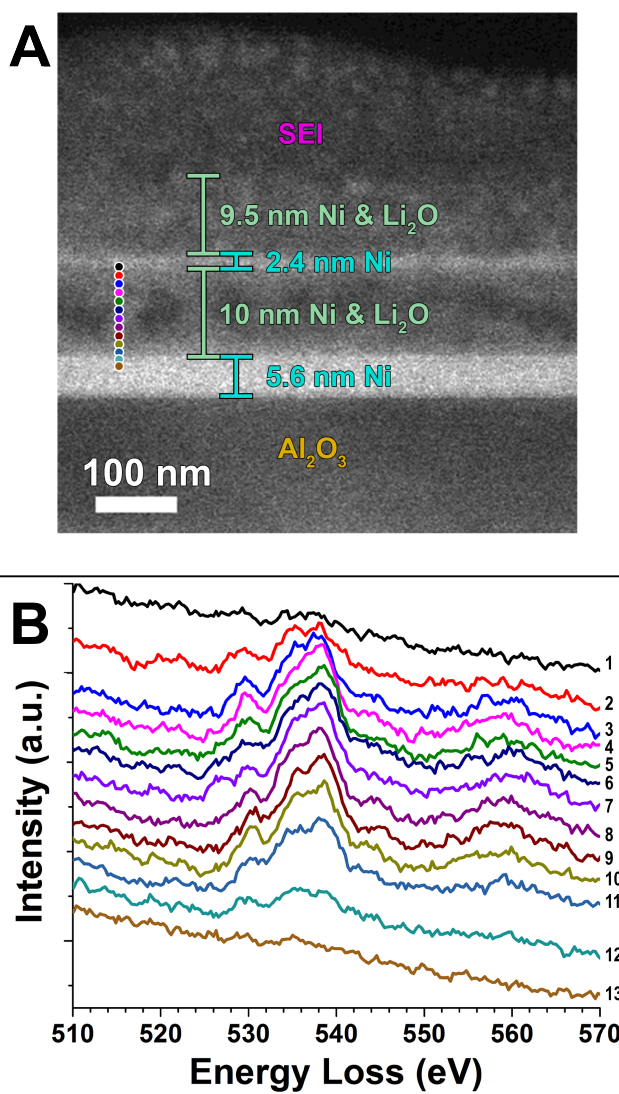 A
SEI
9.5 nm Ni & Li₂O
2.4 nm Ni
10 nm Ni & Li₂O
5.6 nm Ni
Al₂O₃
100 nm
B
1
2
3
4
5
6
7
8
9
10
11
12
13
Intensity (a.u.)
510 520 530 540 550 560 570
Energy Loss (eV)